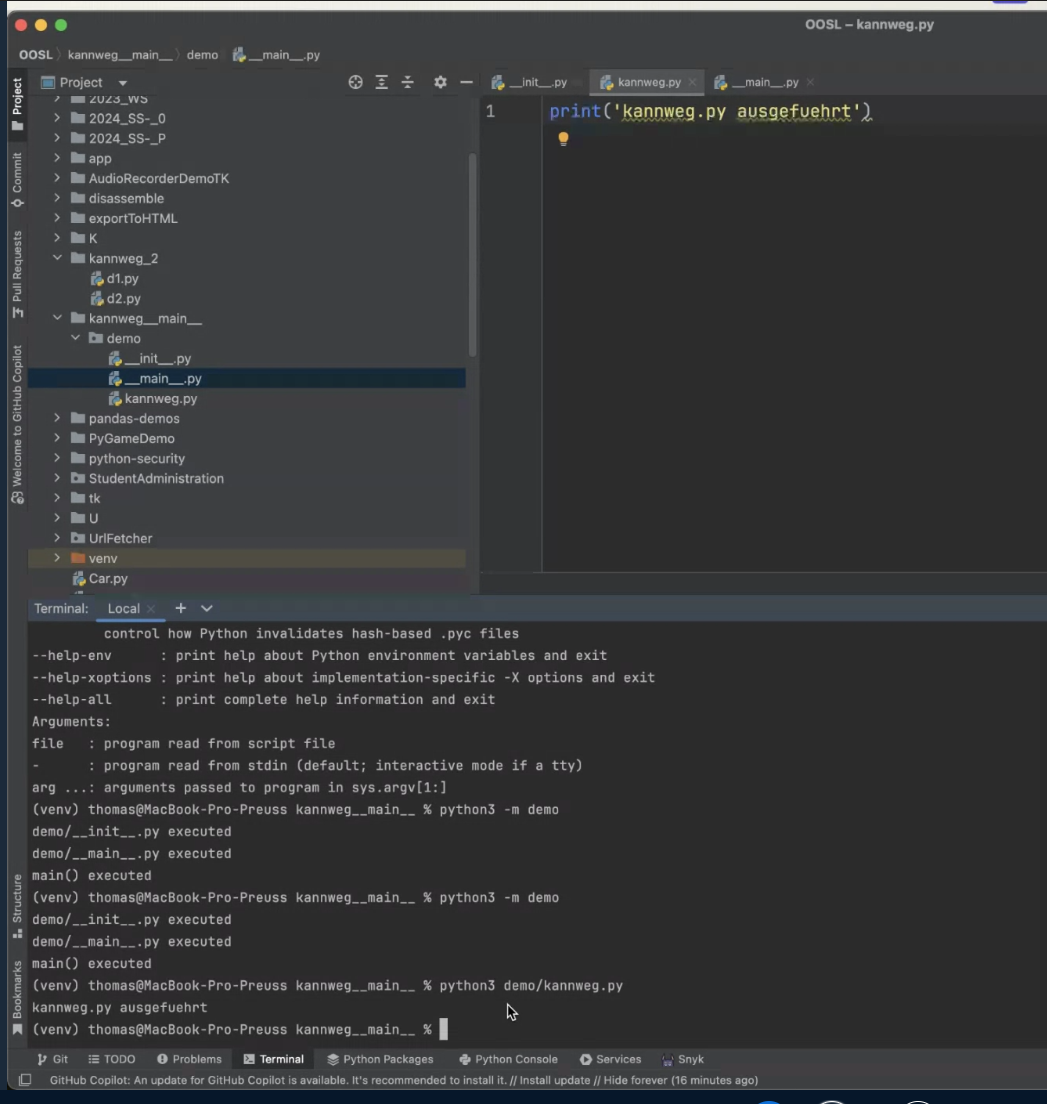 OOSL – kannweg.py
OOSL kannweg__main__ demo __main__.py
Project
__init__.py kannweg.py __main__.py
Project
Commit
Pull Requests
Welcome to GitHub Copilot
Structure
Bookmarks
2023_WS
2024_SS-_0
2024_SS-_P
app
AudioRecorderDemoTK
disassemble
exportToHTML
K
kannweg_2
d1.py
d2.py
kannweg__main__
demo
__init__.py
__main__.py
kannweg.py
pandas-demos
PyGameDemo
python-security
StudentAdministration
tk
U
UrlFetcher
venv
Car.py
1 print('kannweg.py ausgefuehrt')
Terminal: Local
control how Python invalidates hash-based .pyc files
--help-env : print help about Python environment variables and exit
--help-xoptions : print help about implementation-specific -X options and exit
--help-all : print complete help information and exit
Arguments:
file : program read from script file
- : program read from stdin (default; interactive mode if a tty)
arg ...: arguments passed to program in sys.argv[1:]
(venv) thomas@MacBook-Pro-Preuss kannweg__main__ % python3 -m demo
demo/__init__.py executed
demo/__main__.py executed
main() executed
(venv) thomas@MacBook-Pro-Preuss kannweg__main__ % python3 -m demo
demo/__init__.py executed
demo/__main__.py executed
main() executed
(venv) thomas@MacBook-Pro-Preuss kannweg__main__ % python3 demo/kannweg.py
kannweg.py ausgefuehrt
(venv) thomas@MacBook-Pro-Preuss kannweg__main__ %
Git TODO Problems Terminal Python Packages Python Console Services Snyk
GitHub Copilot: An update for GitHub Copilot is available. It's recommended to install it. // Install update // Hide forever (16 minutes ago)